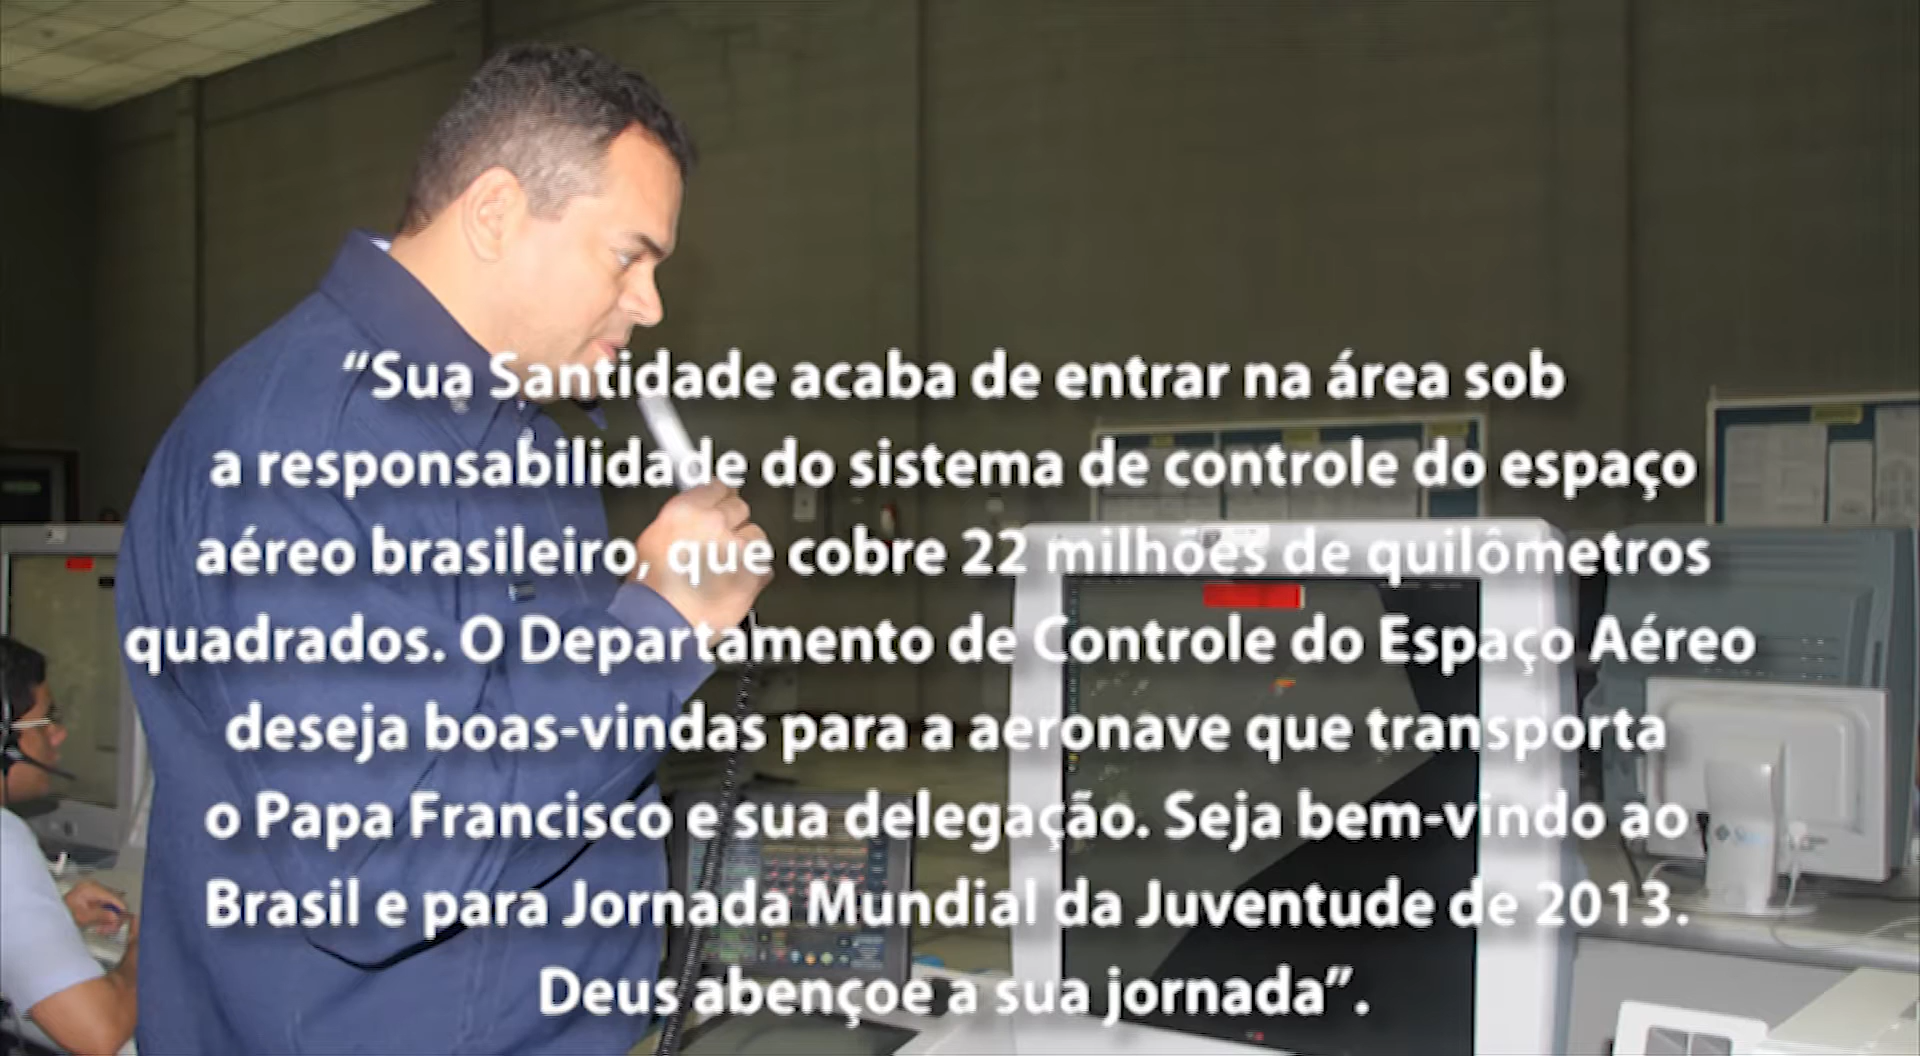 “Sua Santidade acaba de entrar na área sob
a responsabilidade do sistema de controle do espaço
aéreo brasileiro, que cobre 22 milhões de quilômetros
quadrados. O Departamento de Controle do Espaço Aéreo
deseja boas-vindas para a aeronave que transporta
o Papa Francisco e sua delegação. Seja bem-vindo ao
Brasil e para Jornada Mundial da Juventude de 2013.
Deus abençoe a sua jornada”.